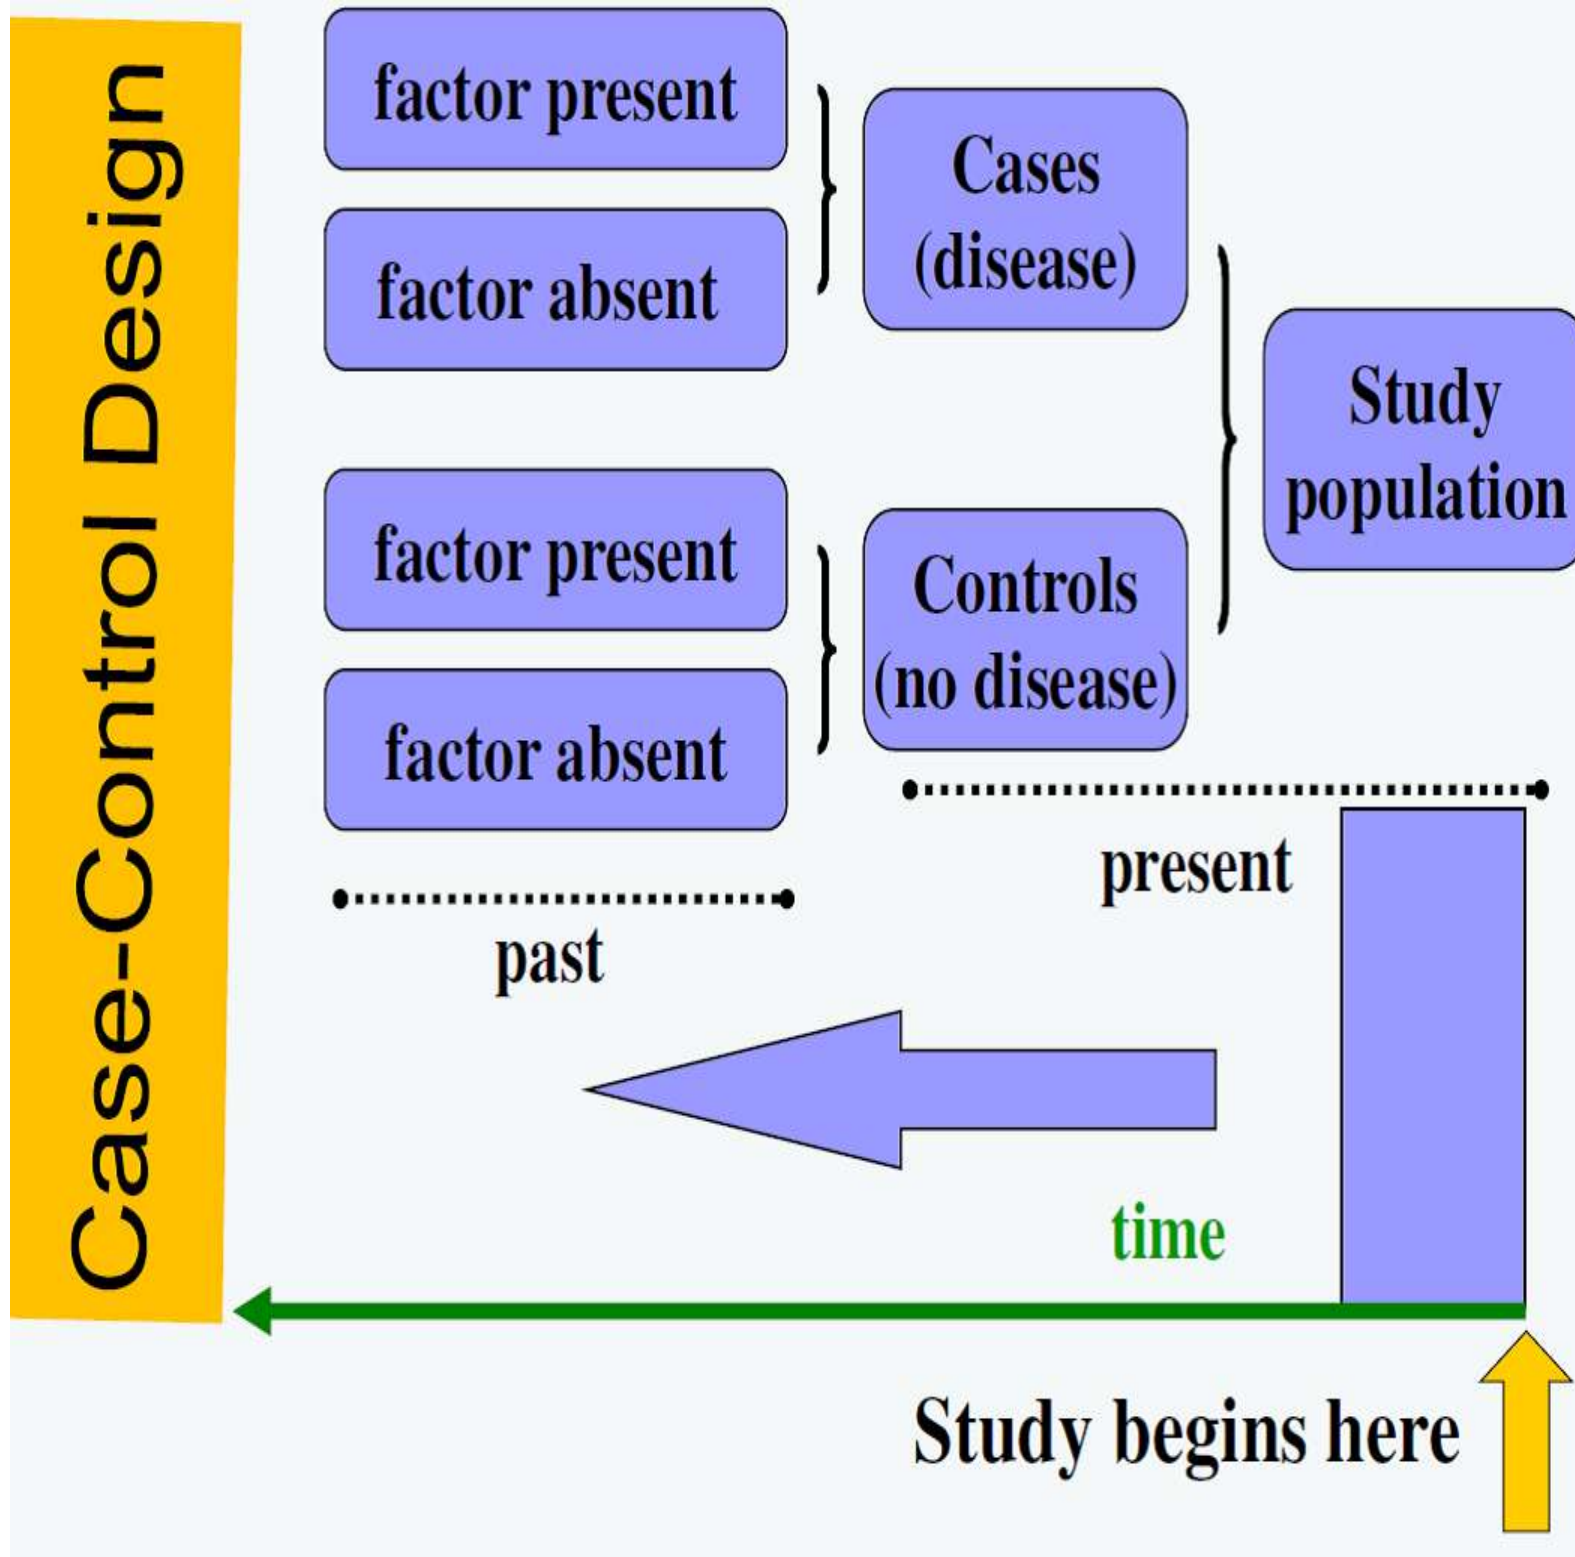 Case-Control Design
factor present
factor absent
Cases
(disease)
Study
population
factor present
factor absent
Controls
(no disease)
present
past
time
Study begins here